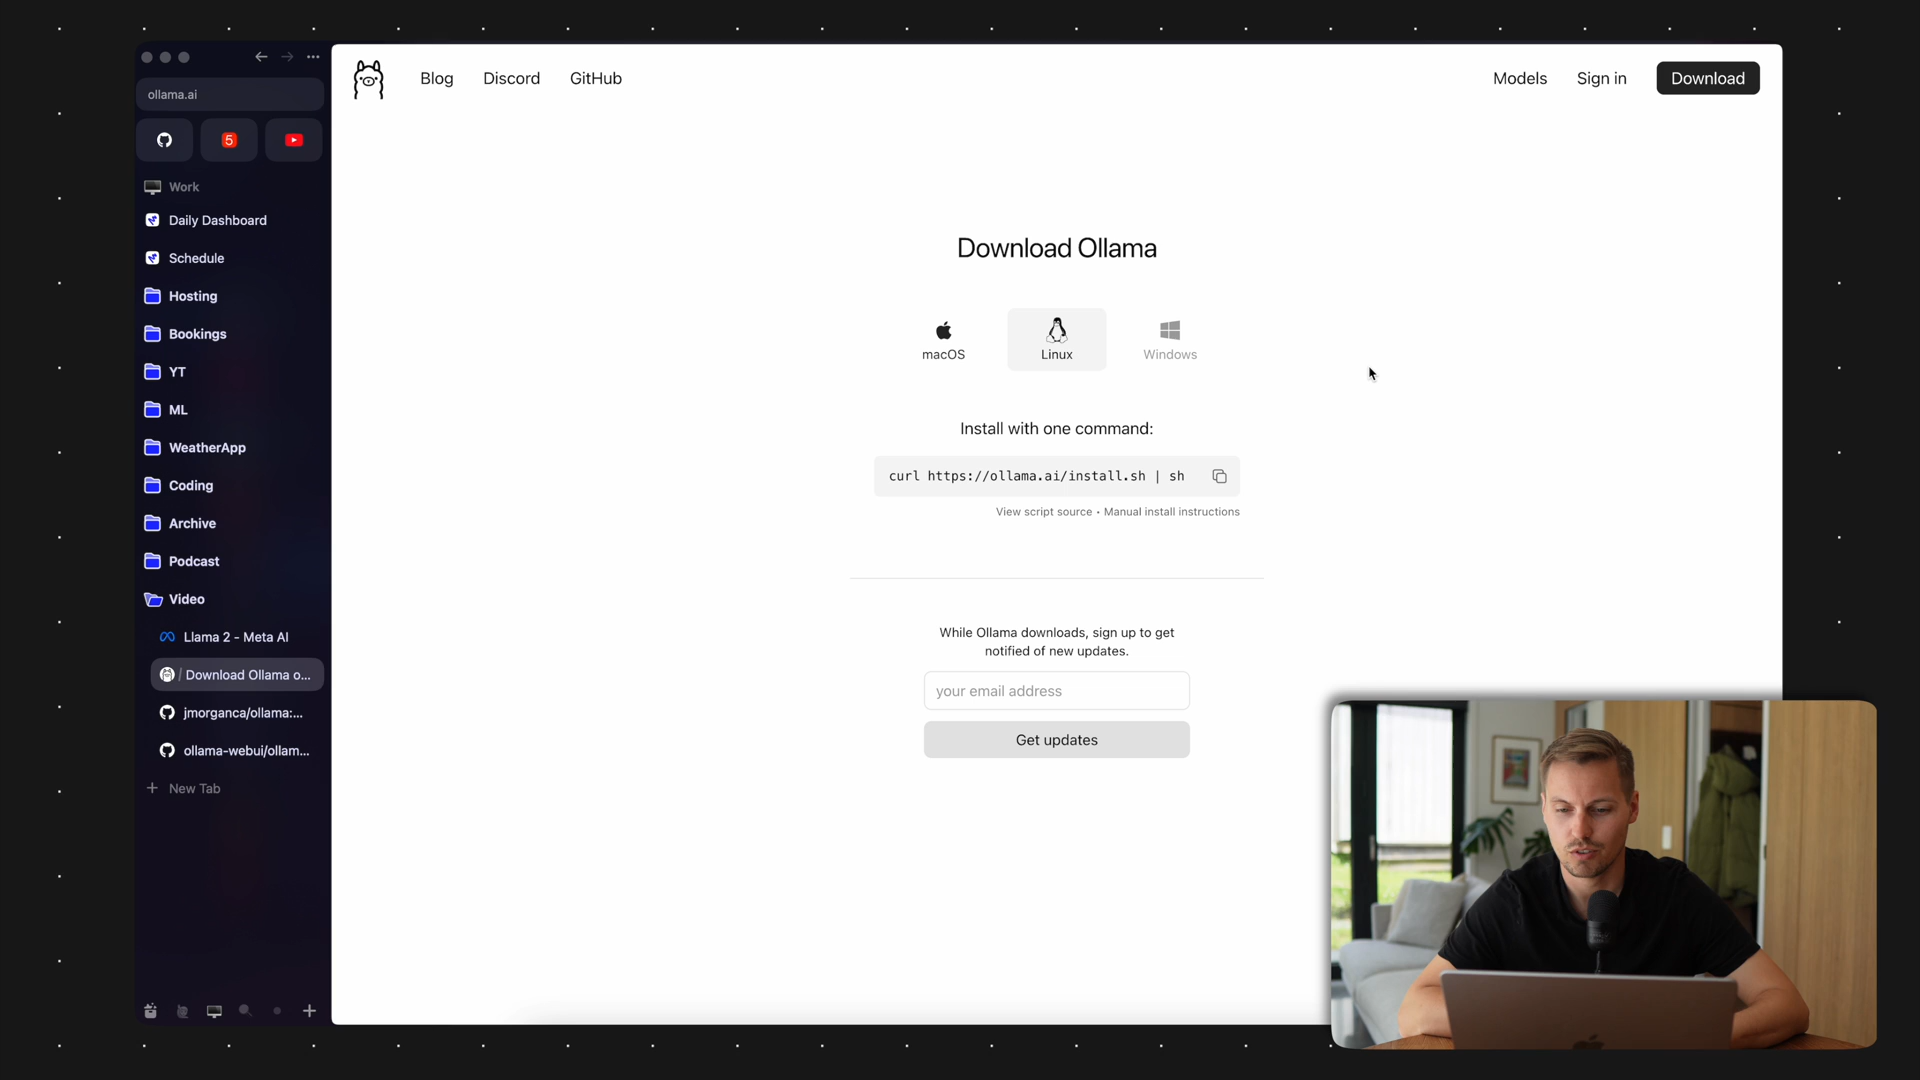 ollama.ai
5
Work
Daily Dashboard
Schedule
Hosting
Bookings
YT
ML
WeatherApp
Coding
Archive
Podcast
Video
Llama 2 - Meta AI
/ Download Ollama o...
jmorganca/ollama:...
ollama-webui/ollam...
+ New Tab
Blog Discord GitHub
Models Sign in Download
Download Ollama
macOS Linux Windows
Install with one command:
curl https://ollama.ai/install.sh | sh
View script source • Manual install instructions
While Ollama downloads, sign up to get
notified of new updates.
your email address
Get updates